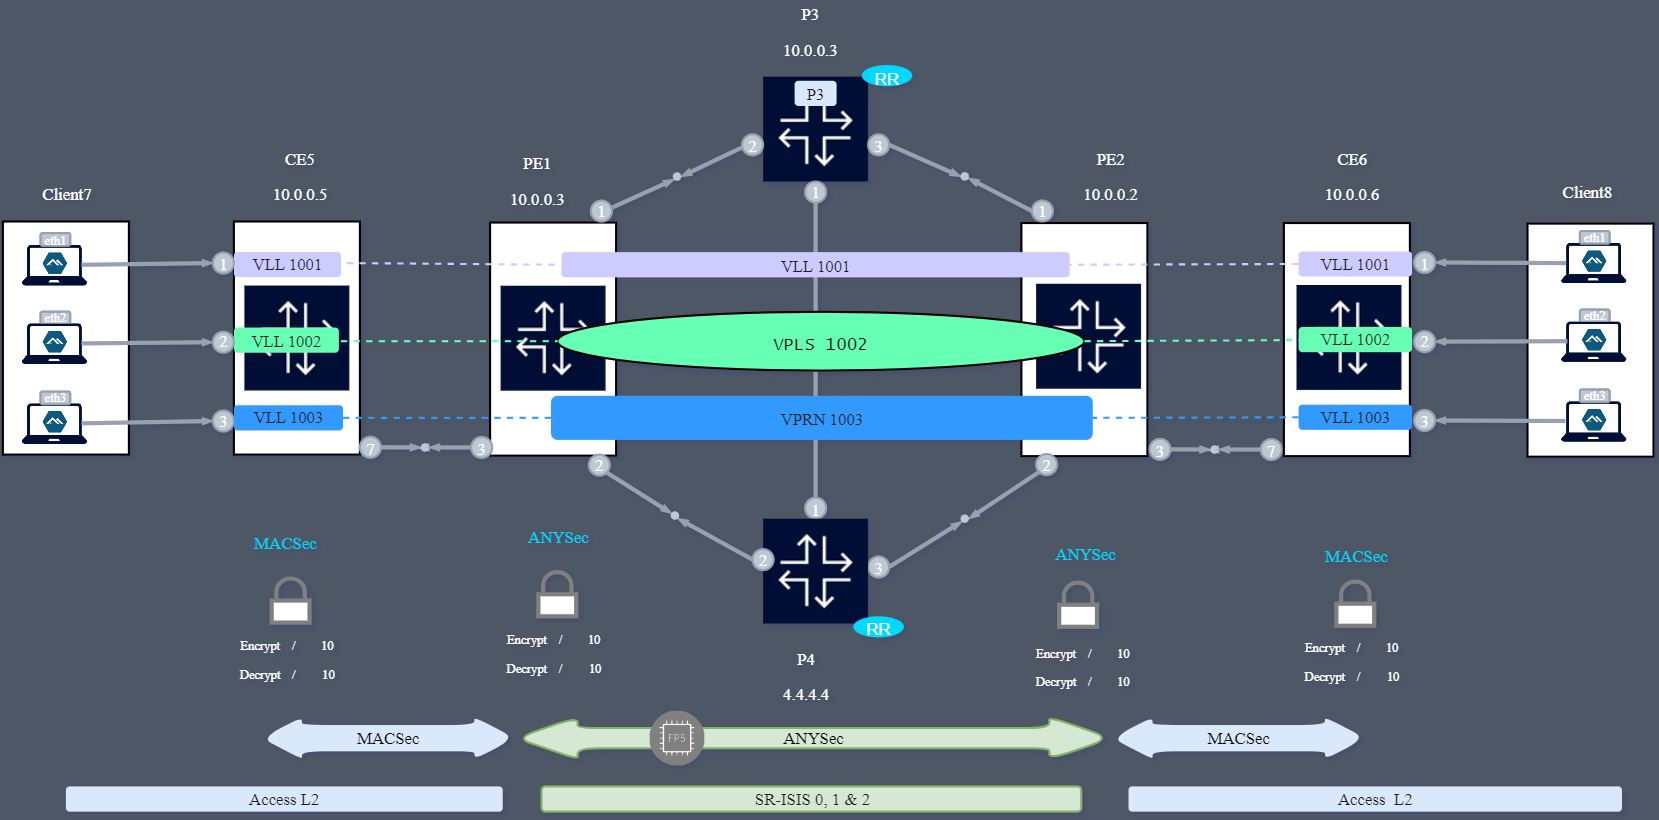 P3
10.0.0.3
RR
P3
2
3
1
CE5
10.0.0.5
PE1
10.0.0.3
1
PE2
10.0.0.2
1
CE6
10.0.0.6
Client7
Client8
eth1
1
VLL 1001
VLL 1001
VLL 1001
1
eth1
eth2
2
VLL 1002
VPLS 1002
VLL 1002
2
eth2
eth3
3
VLL 1003
VPRN 1003
VLL 1003
3
eth3
7
3
3
7
2
2
1
2
3
RR
P4
4.4.4.4
MACSec
Encrypt / 10
Decrypt / 10
ANYSec
Encrypt / 10
Decrypt / 10
ANYSec
Encrypt / 10
Decrypt / 10
MACSec
Encrypt / 10
Decrypt / 10
MACSec
FP5
ANYSec
MACSec
Access L2
SR-ISIS 0, 1 & 2
Access L2